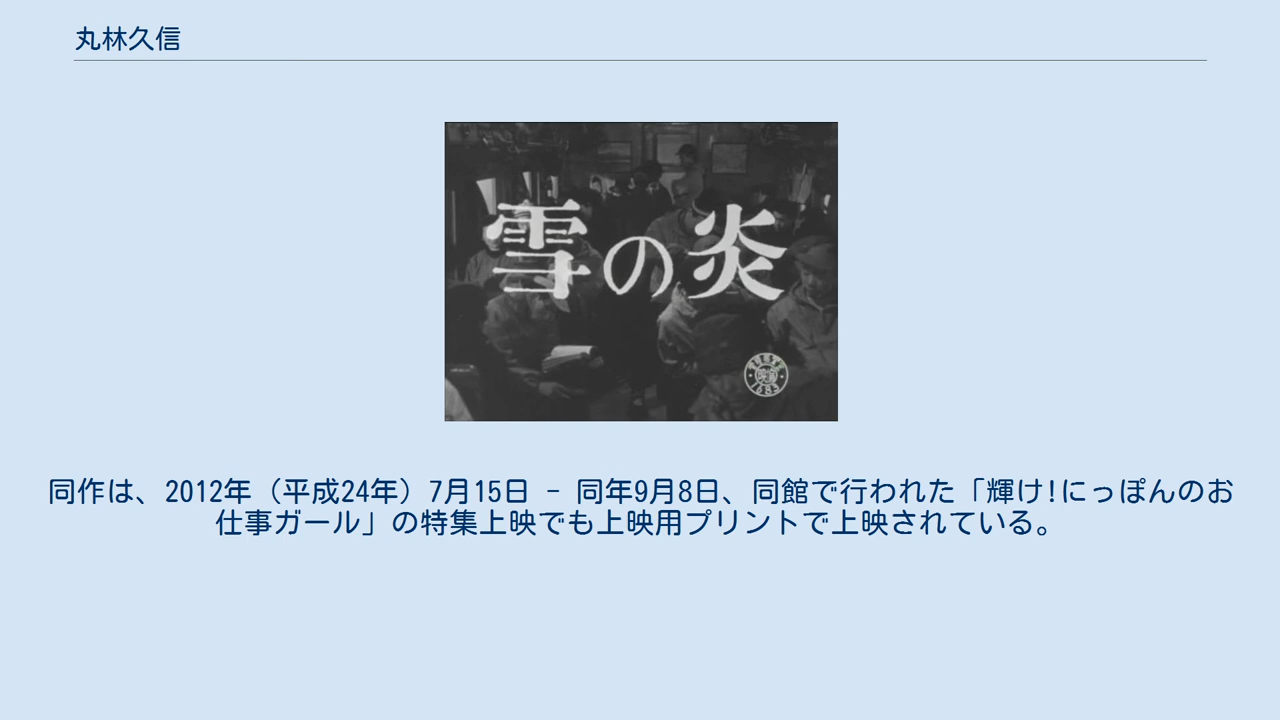 丸林久信
雪の炎
同作は、2012年（平成24年）7月15日 - 同年9月8日、同館で行われた「輝け!にっぽんのお
仕事ガール」の特集上映でも上映用プリントで上映されている。